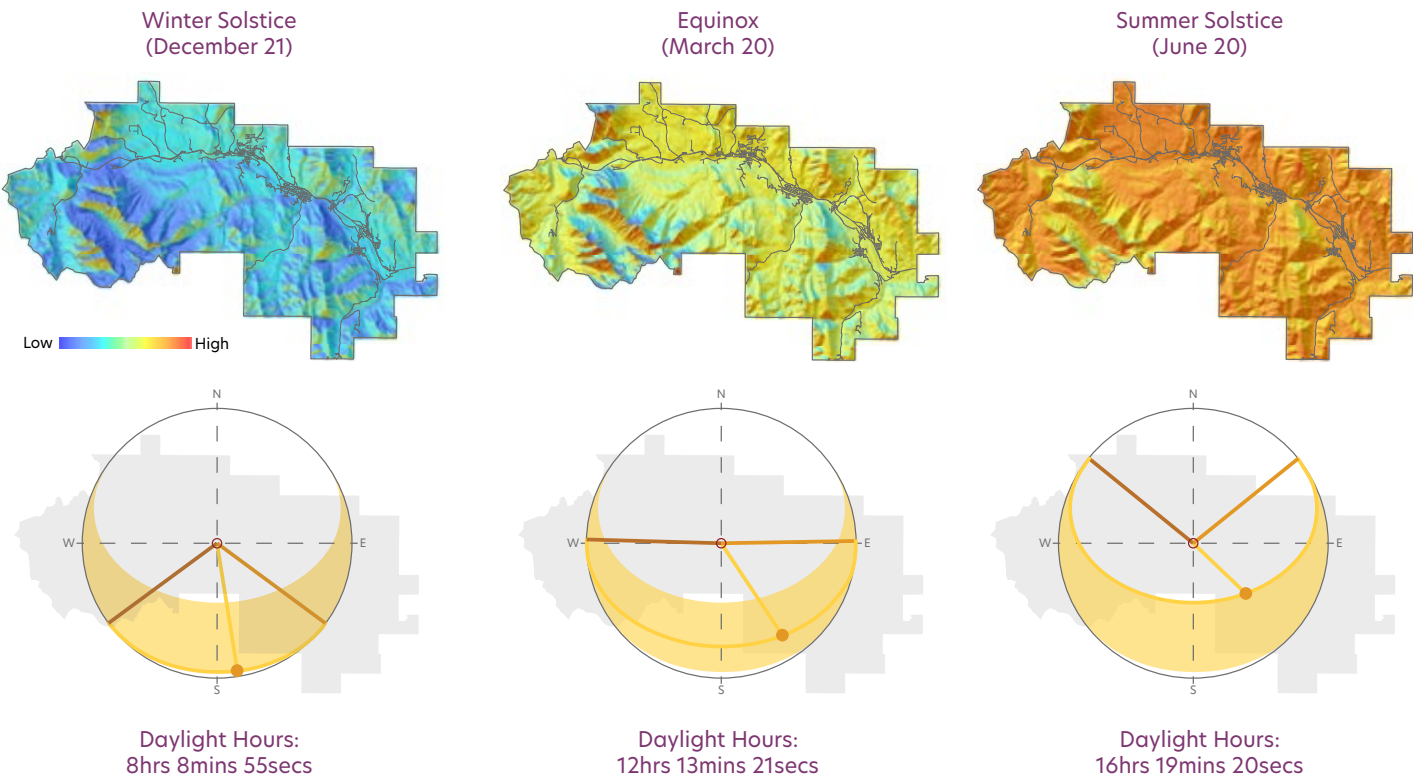 Winter Solstice
(December 21)
Equinox
(March 20)
Summer Solstice
(June 20)
Low
High
N
W
E
S
N
W
E
S
N
W
E
S
Daylight Hours:
8hrs 8mins 55secs
Daylight Hours:
12hrs 13mins 21secs
Daylight Hours:
16hrs 19mins 20secs